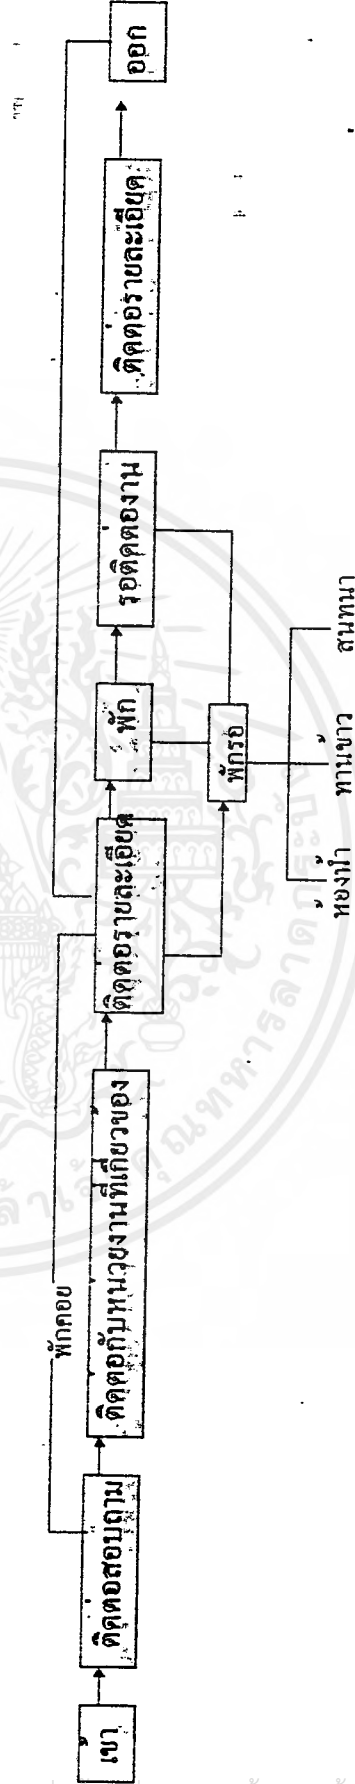 เข้า
ติดต่อสอบถาม
พักคอย
ติดต่อกับหน่วยงานที่เกี่ยวข้อง
ติดต่อรายละเอียด
พัก
รอติดต่องาน
ติดต่อรายละเอียด
ออก
พักรอ
ห้องน้ำ
ทานข้าว
สนทนา